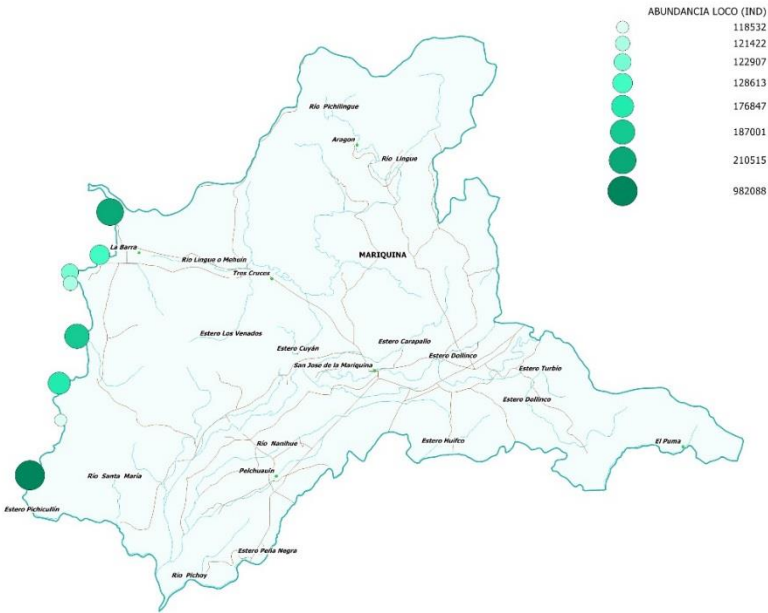 ABUNDANCIA LOCO (IND)
118532
121422
122907
128613
176847
187001
210515
982088
Río Pichilingue
Aragon
Río Lingue
La Barra
MARIQUINA
Río Lingue o Mehuín
Tres Cruces
Estero Los Venados
Estero Cuyán
Estero Carapallo
San Jose de la Mariquina
Estero Dollinco
Estero Turbio
Estero Dollinco
Estero Huifco
El Puma
Río Nanihue
Pelchuquin
Río Santa María
Estero Pichicullín
Estero Peña Negra
Río Pichoy